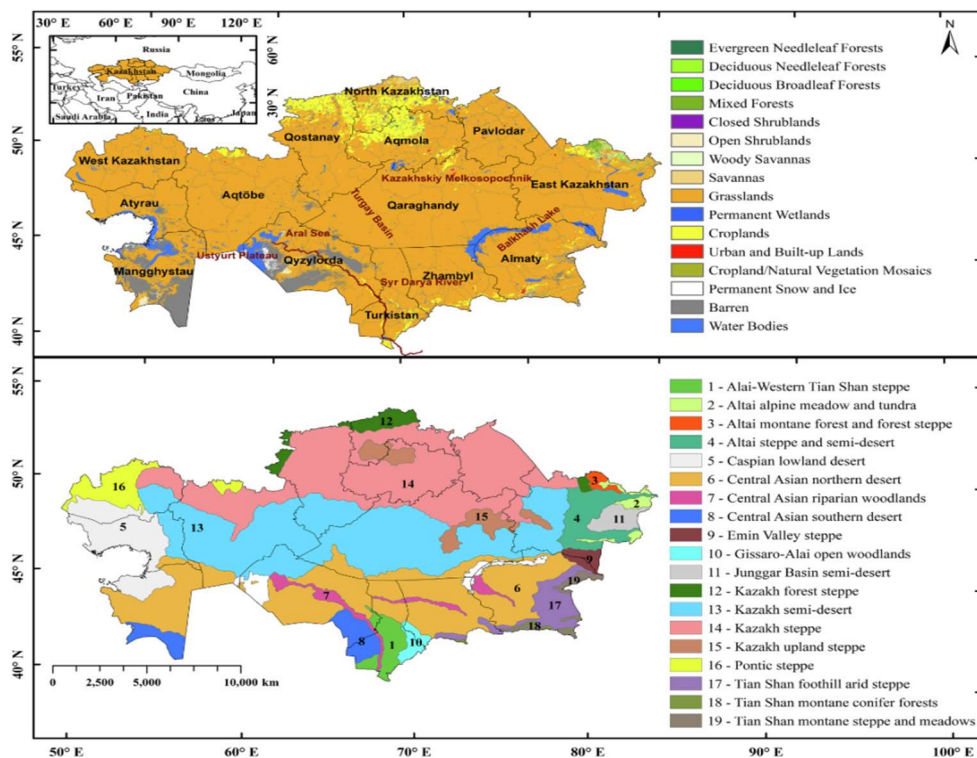 30° E 60° E 90° E 120° E
60° N
30° N
Russia
Kazakhstan
Mongolia
Turkey
Iran
Pakistan
China
Saudi Arabia
India
Laos
Japan
55° N
50° N
45° N
40° N
N
North Kazakhstan
Qostanay
Aqmola
Pavlodar
West Kazakhstan
Aqtöbe
Kazakhskiy Melkosopochnik
East Kazakhstan
Atyrau
Turgay Basin
Qaraghandy
Aral Sea
Balkhash Lake
Ustyurt Plateau
Qyzylorda
Almaty
Mangghystau
Zhambyl
Syr Darya River
Turkistan
Evergreen Needleleaf Forests
Deciduous Needleleaf Forests
Deciduous Broadleaf Forests
Mixed Forests
Closed Shrublands
Open Shrublands
Woody Savannas
Savannas
Grasslands
Permanent Wetlands
Croplands
Urban and Built-up Lands
Cropland/Natural Vegetation Mosaics
Permanent Snow and Ice
Barren
Water Bodies
55° N
50° N
45° N
40° N
12
14
16
3
2
4
11
5
13
15
9
6
19
7
17
18
8
1
10
0 2,500 5,000 10,000 km
1 - Alai-Western Tian Shan steppe
2 - Altai alpine meadow and tundra
3 - Altai montane forest and forest steppe
4 - Altai steppe and semi-desert
5 - Caspian lowland desert
6 - Central Asian northern desert
7 - Central Asian riparian woodlands
8 - Central Asian southern desert
9 - Emin Valley steppe
10 - Gissaro-Alai open woodlands
11 - Junggar Basin semi-desert
12 - Kazakh forest steppe
13 - Kazakh semi-desert
14 - Kazakh steppe
15 - Kazakh upland steppe
16 - Pontic steppe
17 - Tian Shan foothill arid steppe
18 - Tian Shan montane conifer forests
19 - Tian Shan montane steppe and meadows
50° E 60° E 70° E 80° E 90° E 100° E